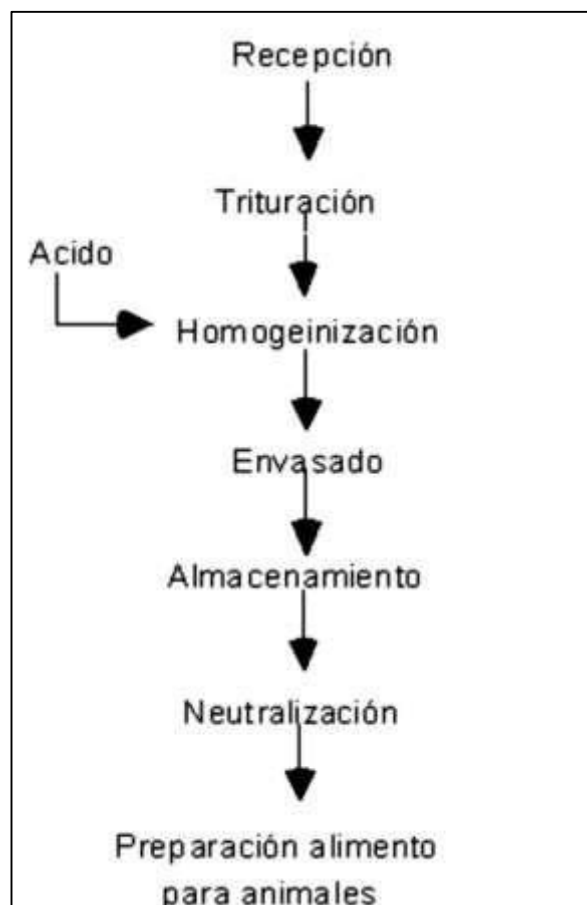 Recepción
Trituración
Acido
Homogeinización
Envasado
Almacenamiento
Neutralización
Preparación alimento
para animales